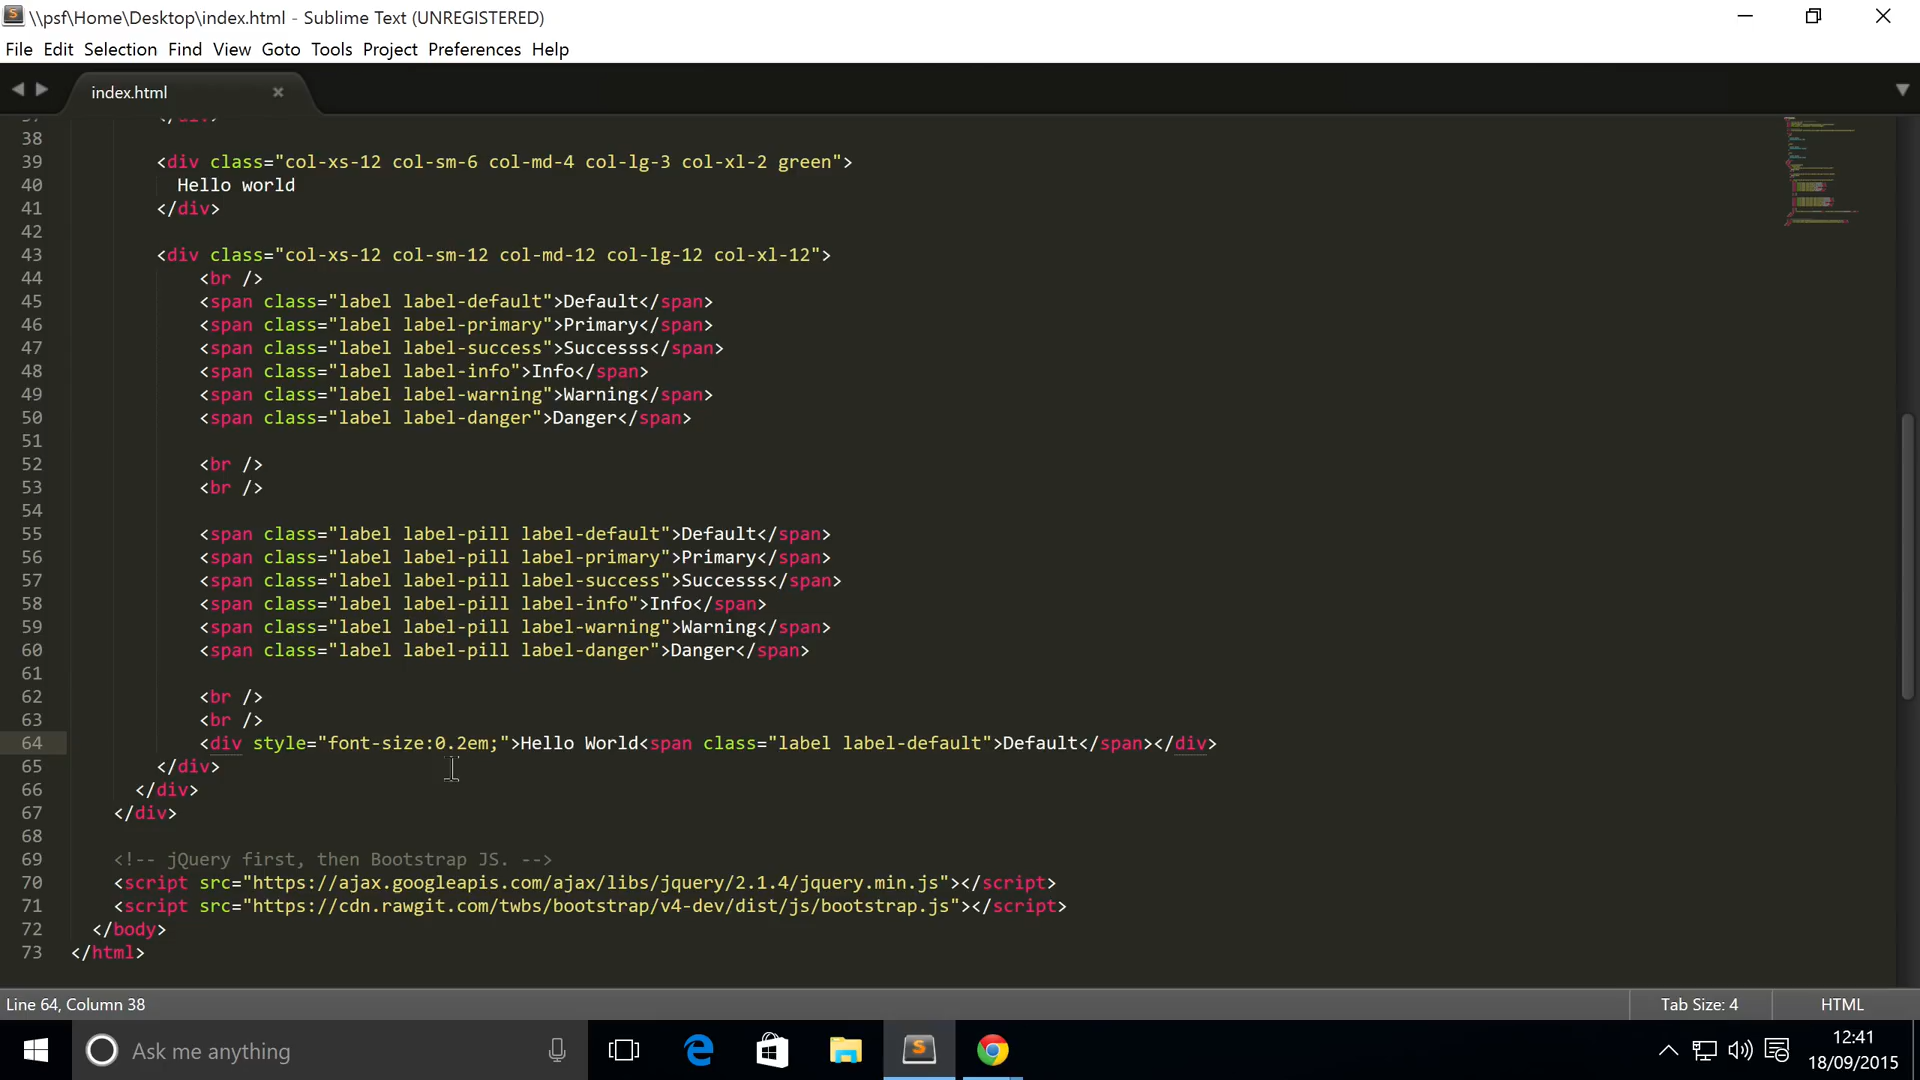 \\psf\Home\Desktop\index.html - Sublime Text (UNREGISTERED)
File Edit Selection Find View Goto Tools Project Preferences Help
index.html
37 </div>
38
39 <div class="col-xs-12 col-sm-6 col-md-4 col-lg-3 col-xl-2 green">
40 Hello world
41 </div>
42
43 <div class="col-xs-12 col-sm-12 col-md-12 col-lg-12 col-xl-12">
44 <br />
45 <span class="label label-default">Default</span>
46 <span class="label label-primary">Primary</span>
47 <span class="label label-success">Successs</span>
48 <span class="label label-info">Info</span>
49 <span class="label label-warning">Warning</span>
50 <span class="label label-danger">Danger</span>
51
52 <br />
53 <br />
54
55 <span class="label label-pill label-default">Default</span>
56 <span class="label label-pill label-primary">Primary</span>
57 <span class="label label-pill label-success">Successs</span>
58 <span class="label label-pill label-info">Info</span>
59 <span class="label label-pill label-warning">Warning</span>
60 <span class="label label-pill label-danger">Danger</span>
61
62 <br />
63 <br />
64 <div style="font-size:0.2em;">Hello World<span class="label label-default">Default</span></div>
65 </div>
66 </div>
67 </div>
68
69 <!-- jQuery first, then Bootstrap JS. -->
70 <script src="https://ajax.googleapis.com/ajax/libs/jquery/2.1.4/jquery.min.js"></script>
71 <script src="https://cdn.rawgit.com/twbs/bootstrap/v4-dev/dist/js/bootstrap.js"></script>
72 </body>
73 </html>
Line 64, Column 38 Tab Size: 4 HTML
Ask me anything
12:41
18/09/2015